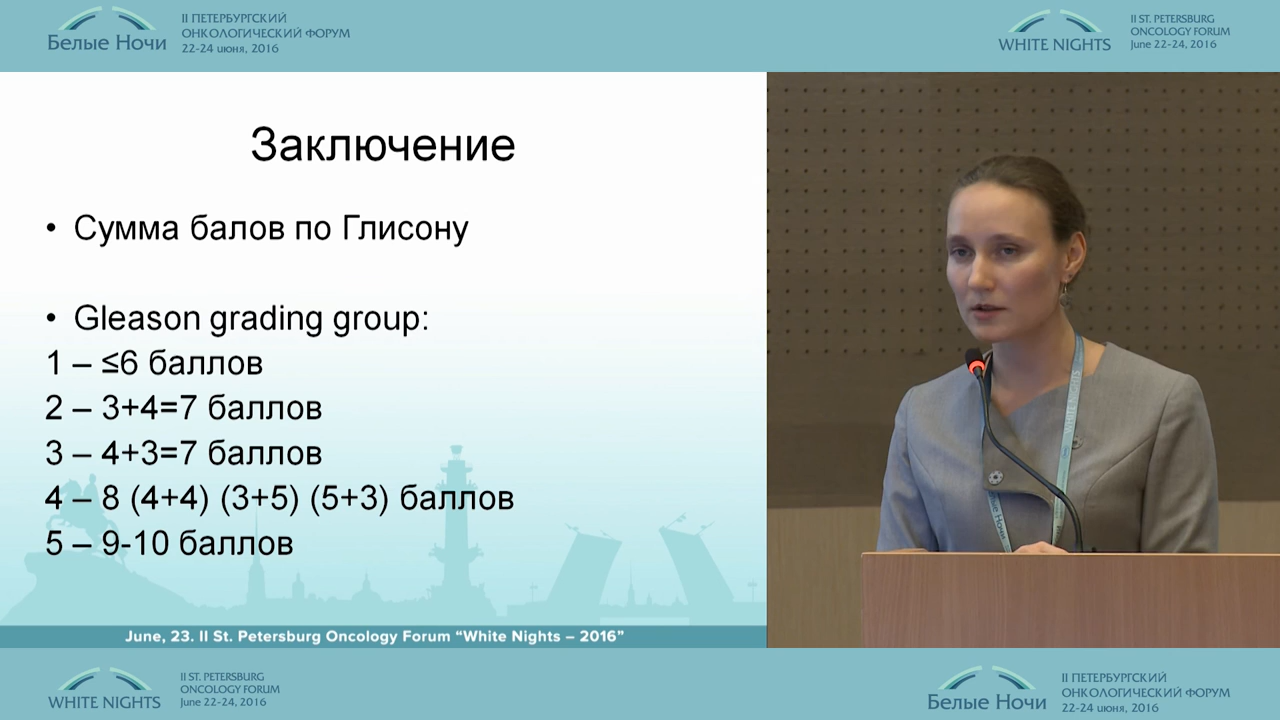 Белые Ночи
II ПЕТЕРБУРГСКИЙ
ОНКОЛОГИЧЕСКИЙ ФОРУМ
22-24 июня, 2016
WHITE NIGHTS
II ST. PETERSBURG
ONCOLOGY FORUM
June 22-24, 2016
Заключение
• Сумма балов по Глисону
• Gleason grading group:
1 – ≤6 баллов
2 – 3+4=7 баллов
3 – 4+3=7 баллов
4 – 8 (4+4) (3+5) (5+3) баллов
5 – 9-10 баллов
June, 23. II St. Petersburg Oncology Forum “White Nights – 2016”
WHITE NIGHTS
II ST. PETERSBURG
ONCOLOGY FORUM
June 22-24, 2016
Белые Ночи
II ПЕТЕРБУРГСКИЙ
ОНКОЛОГИЧЕСКИЙ ФОРУМ
22-24 июня, 2016